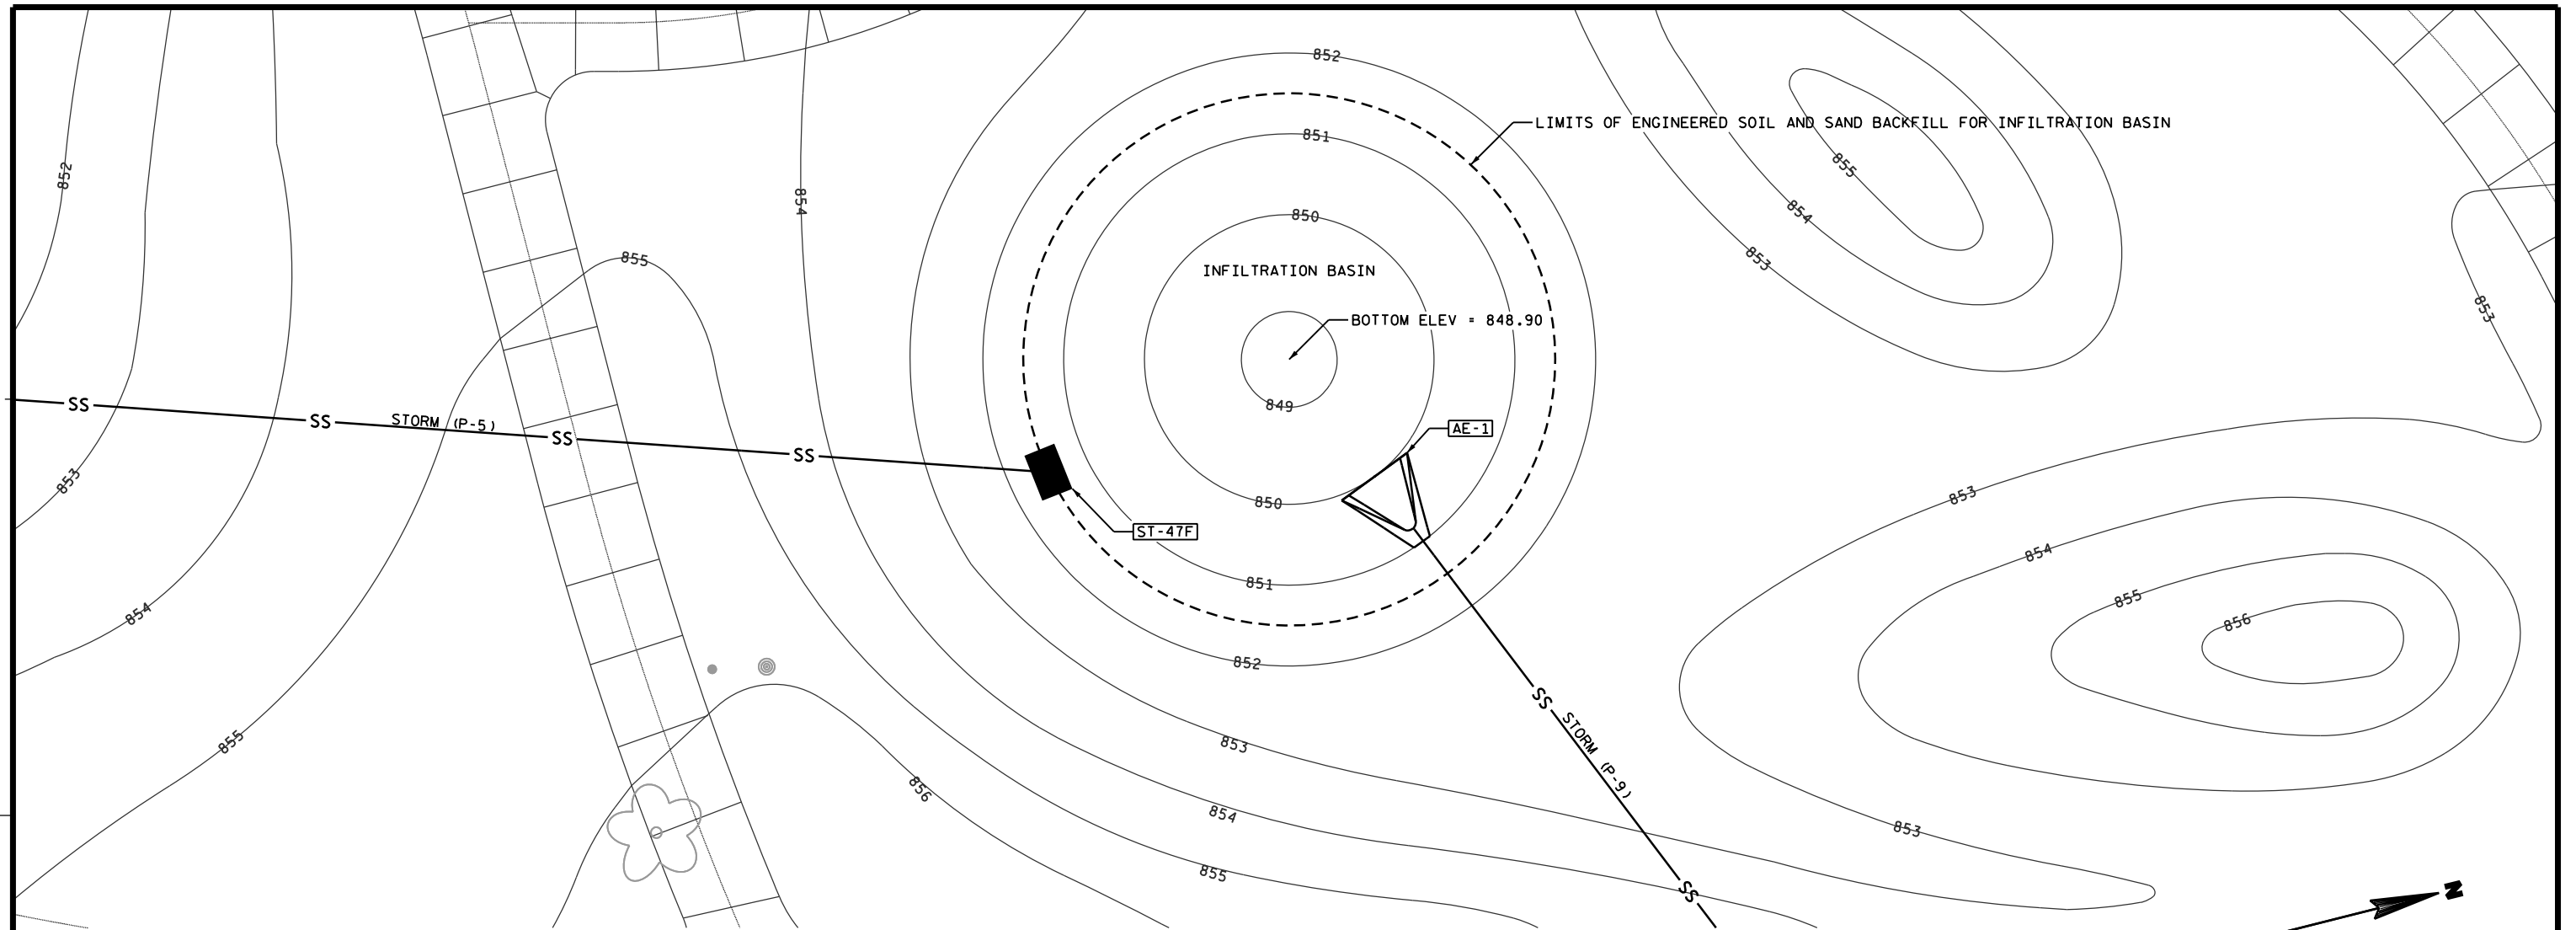 852
LIMITS OF ENGINEERED SOIL AND SAND BACKFILL FOR INFILTRATION BASIN
851
855
852
854
854
850
853
855
INFILTRATION BASIN
853
BOTTOM ELEV = 848.90
849
SS
SS
STORM (P-5)
SS
SS
AE-1
853
853
850
ST-47F
854
851
855
854
856
852
SS
STORM (P-9)
855
853
856
854
853
855
SS
N